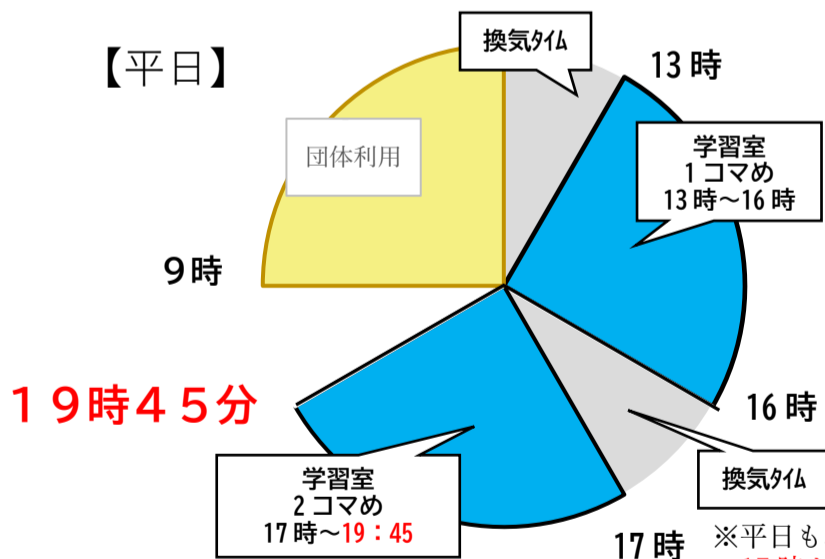 【平日】
換気ﾀｲﾑ
13時
団体利用
学習室
1コマめ
13時～16時
9時
19時45分
16時
学習室
2コマめ
17時～19：45
換気ﾀｲﾑ
17時
※平日も